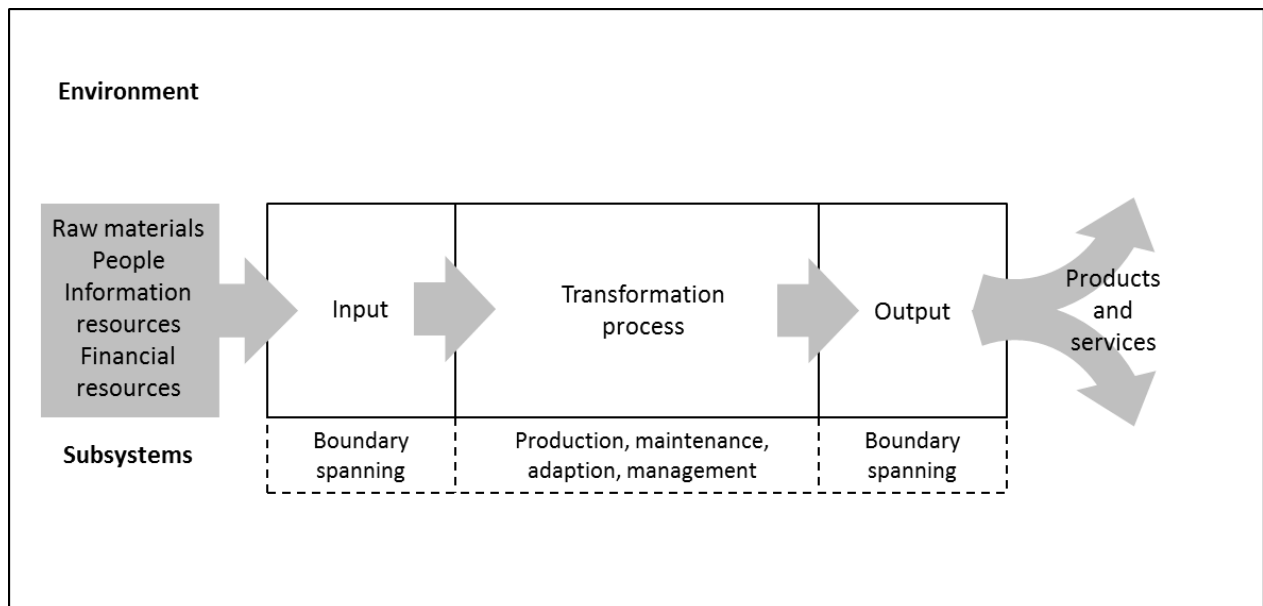 Environment
Raw materials
People
Information
resources
Financial
resources
Input
Transformation
process
Output
Products
and
services
Subsystems
Boundary
spanning
Production, maintenance,
adaption, management
Boundary
spanning